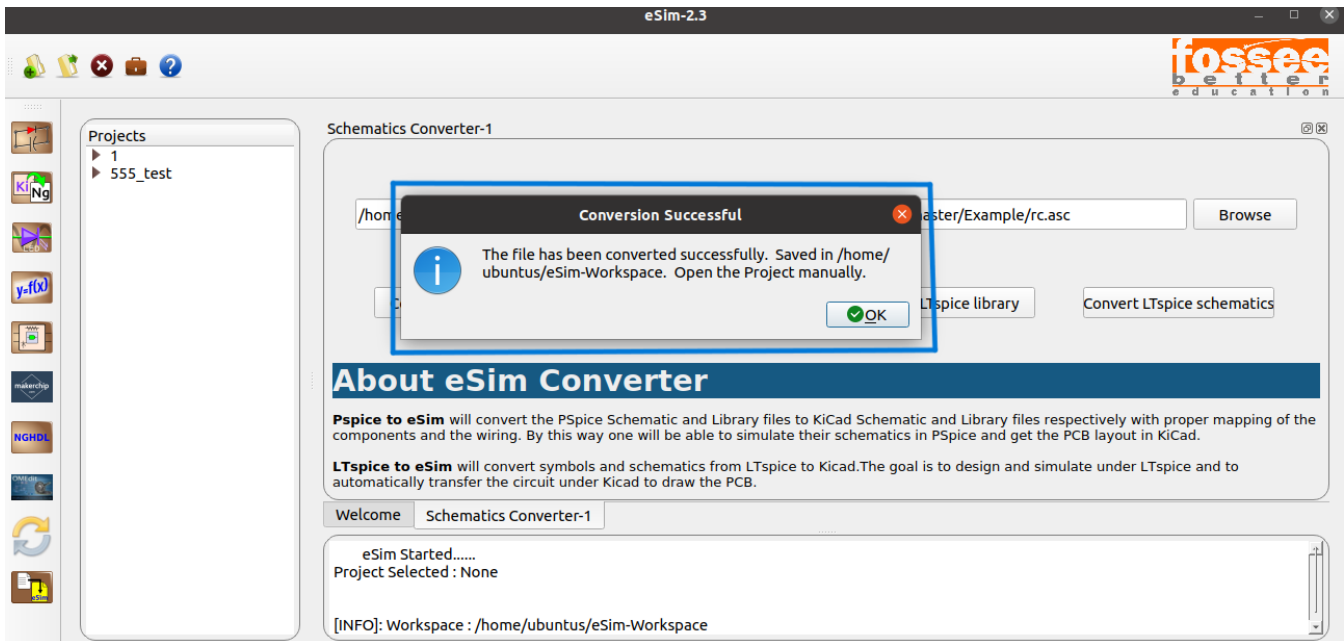 eSim-2.3
fossee
better
education
Projects
1
555_test
Schematics Converter-1
/hom
aster/Example/rc.asc
Browse
Conversion Successful
The file has been converted successfully.  Saved in /home/
ubuntus/eSim-Workspace.  Open the Project manually.
OK
LTspice library
Convert LTspice schematics
Ki
Ng
y=f(x)
makerchip
NGHDL
OMEdit
eSim
About eSim Converter
Pspice to eSim will convert the PSpice Schematic and Library files to KiCad Schematic and Library files respectively with proper mapping of the
components and the wiring. By this way one will be able to simulate their schematics in PSpice and get the PCB layout in KiCad.
LTspice to eSim will convert symbols and schematics from LTspice to Kicad.The goal is to design and simulate under LTspice and to
automatically transfer the circuit under Kicad to draw the PCB.
Welcome
Schematics Converter-1
eSim Started......
Project Selected : None
[INFO]: Workspace : /home/ubuntus/eSim-Workspace